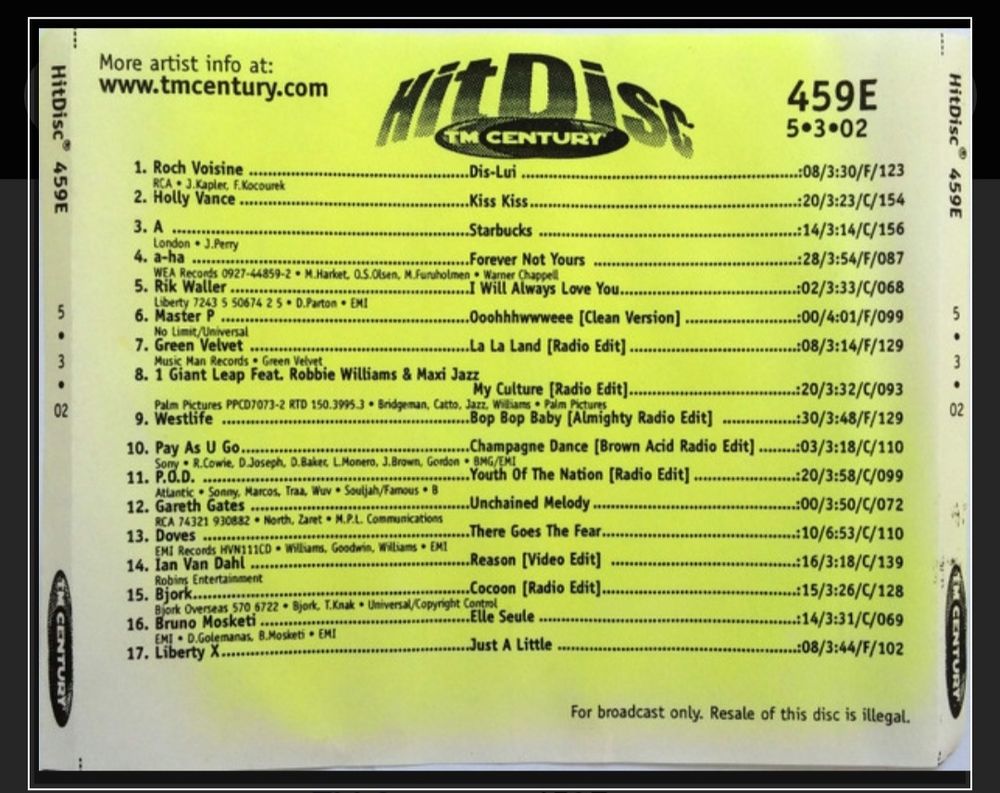 More artist info at:
www.tmcentury.com
HitDisc
TM CENTURY
459E
5•3•02
HitDisc® 459E
5•3•02
TM CENTURY
1. Roch Voisine ........Dis-Lui ........:08/3:30/F/123
RCA • J.Kapler, F.Kocourek
2. Holly Vance ........Kiss Kiss........:20/3:23/C/154
3. A ........Starbucks ........:14/3:14/C/156
London • J.Perry
4. a-ha ........Forever Not Yours ........:28/3:54/F/087
WEA Records 0927-44859-2 • M.Harket, O.S.Olsen, M.Furuholmen • Warner Chappell
5. Rik Waller ........I Will Always Love You........:02/3:33/C/068
Liberty 7243 5 50674 2 5 • D.Parton • EMI
6. Master P ........Ooohhhwwweee [Clean Version] ........:00/4:01/F/099
No Limit/Universal
7. Green Velvet ........La La Land [Radio Edit] ........:08/3:14/F/129
Music Man Records • Green Velvet
8. 1 Giant Leap Feat. Robbie Williams & Maxi Jazz
My Culture [Radio Edit]........:20/3:32/C/093
Palm Pictures PPCD7073-2 RTD 150.3995.3 • Bridgeman, Catto, Jazz, Williams • Palm Pictures
9. Westlife ........Bop Bop Baby [Almighty Radio Edit] ........:30/3:48/F/129
10. Pay As U Go........Champagne Dance [Brown Acid Radio Edit] ........:03/3:18/C/110
Sony • R.Cowie, D.Joseph, D.Baker, L.Monero, J.Brown, Gordon • BMG/EMI
11. P.O.D. ........Youth Of The Nation [Radio Edit] ........:20/3:58/C/099
Atlantic • Sonny, Marcos, Traa, Wuv • Souljah/Famous • B
12. Gareth Gates ........Unchained Melody ........:00/3:50/C/072
RCA 74321 930882 • North, Zaret • M.P.L. Communications
13. Doves ........There Goes The Fear........:10/6:53/C/110
EMI Records HVN111CD • Williams, Goodwin, Williams • EMI
14. Ian Van Dahl ........Reason [Video Edit] ........:16/3:18/C/139
Robins Entertainment
15. Bjork........Cocoon [Radio Edit]........:15/3:26/C/128
Bjork Overseas 570 6722 • Bjork, T.Knak • Universal/Copyright Control
16. Bruno Mosketi ........Elle Seule ........:14/3:31/C/069
EMI • D.Golemanas, B.Mosketi • EMI
17. Liberty X........Just A Little ........:08/3:44/F/102
For broadcast only. Resale of this disc is illegal.
HitDisc® 459E
5•3•02
TM CENTURY